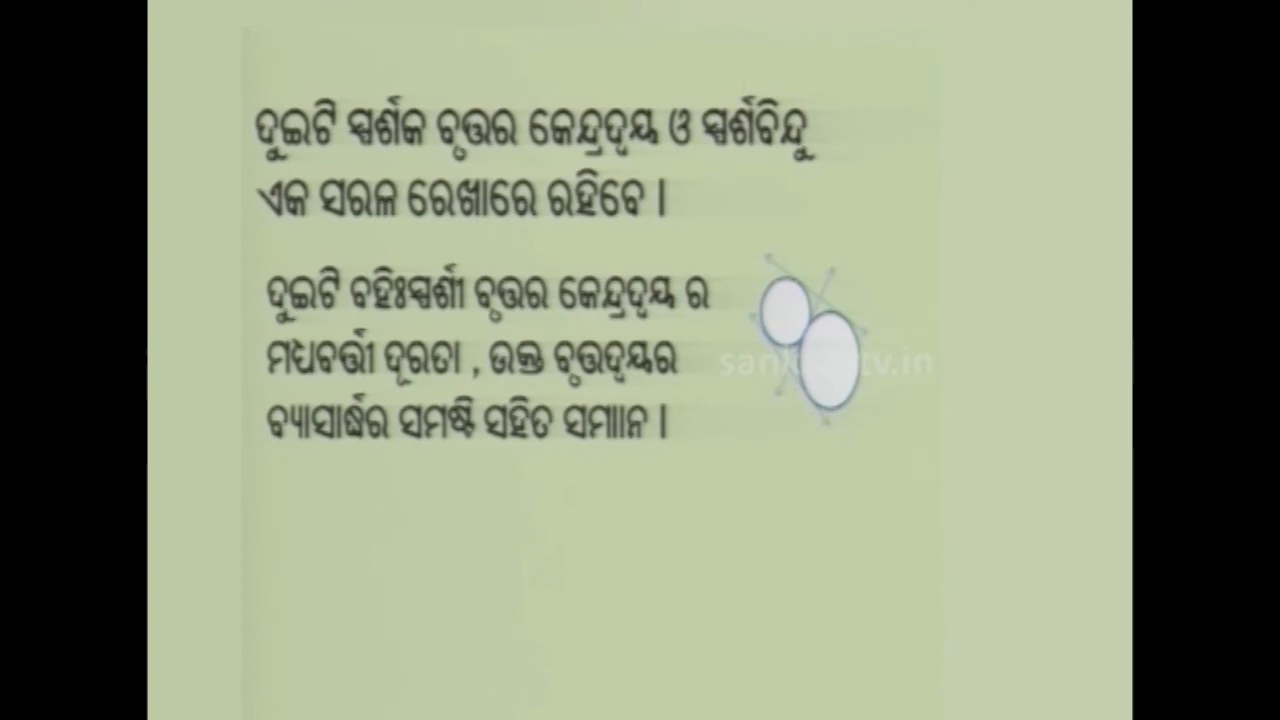 ଦୁଇଟି ସ୍ପର୍ଶକ ବୃତ୍ତର କେନ୍ଦ୍ରଦ୍ୱୟ ଓ ସ୍ପର୍ଶବିନ୍ଦୁ
ଏକ ସରଳ ରେଖାରେ ରହିବେ ।
ଦୁଇଟି ବହିଃସ୍ପର୍ଶୀ ବୃତ୍ତର କେନ୍ଦ୍ରଦ୍ୱୟ ର
ମଧ୍ୟବର୍ତ୍ତୀ ଦୂରତା , ଉକ୍ତ ବୃତ୍ତଦ୍ୱୟର
ବ୍ୟାସାର୍ଦ୍ଧର ସମଷ୍ଟି ସହିତ ସମାାନ ।